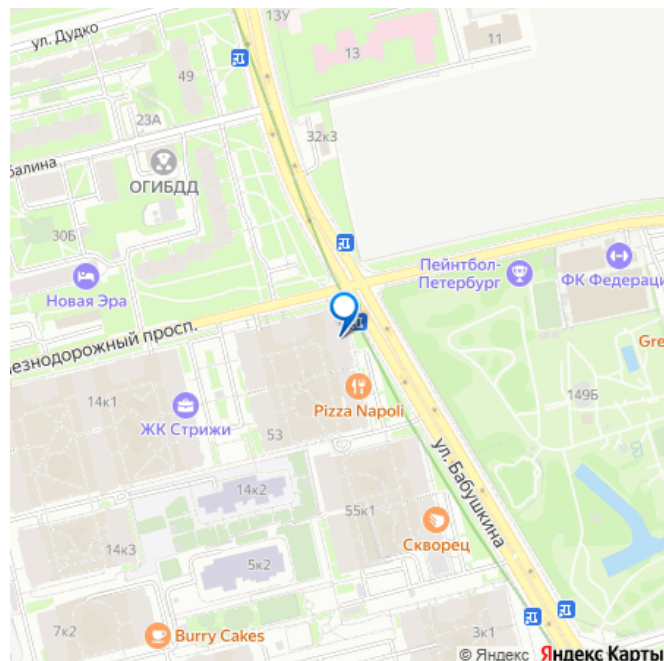 13У
ул. Дудко
11
13
49
23А
32к3
балина
ОГИБДД
30Б
Пейнтбол-
Петербург
ФК Федераци
Новая Эра
лезнодорожный просп.
Gre
149Б
14к1
Pizza Napoli
ЖК Стрижи
53
ул. Бабушкина
14к2
55к1
Скворец
14к3
5к2
7к2
Burry Cakes
3к1
© Яндекс Яндекс Карты